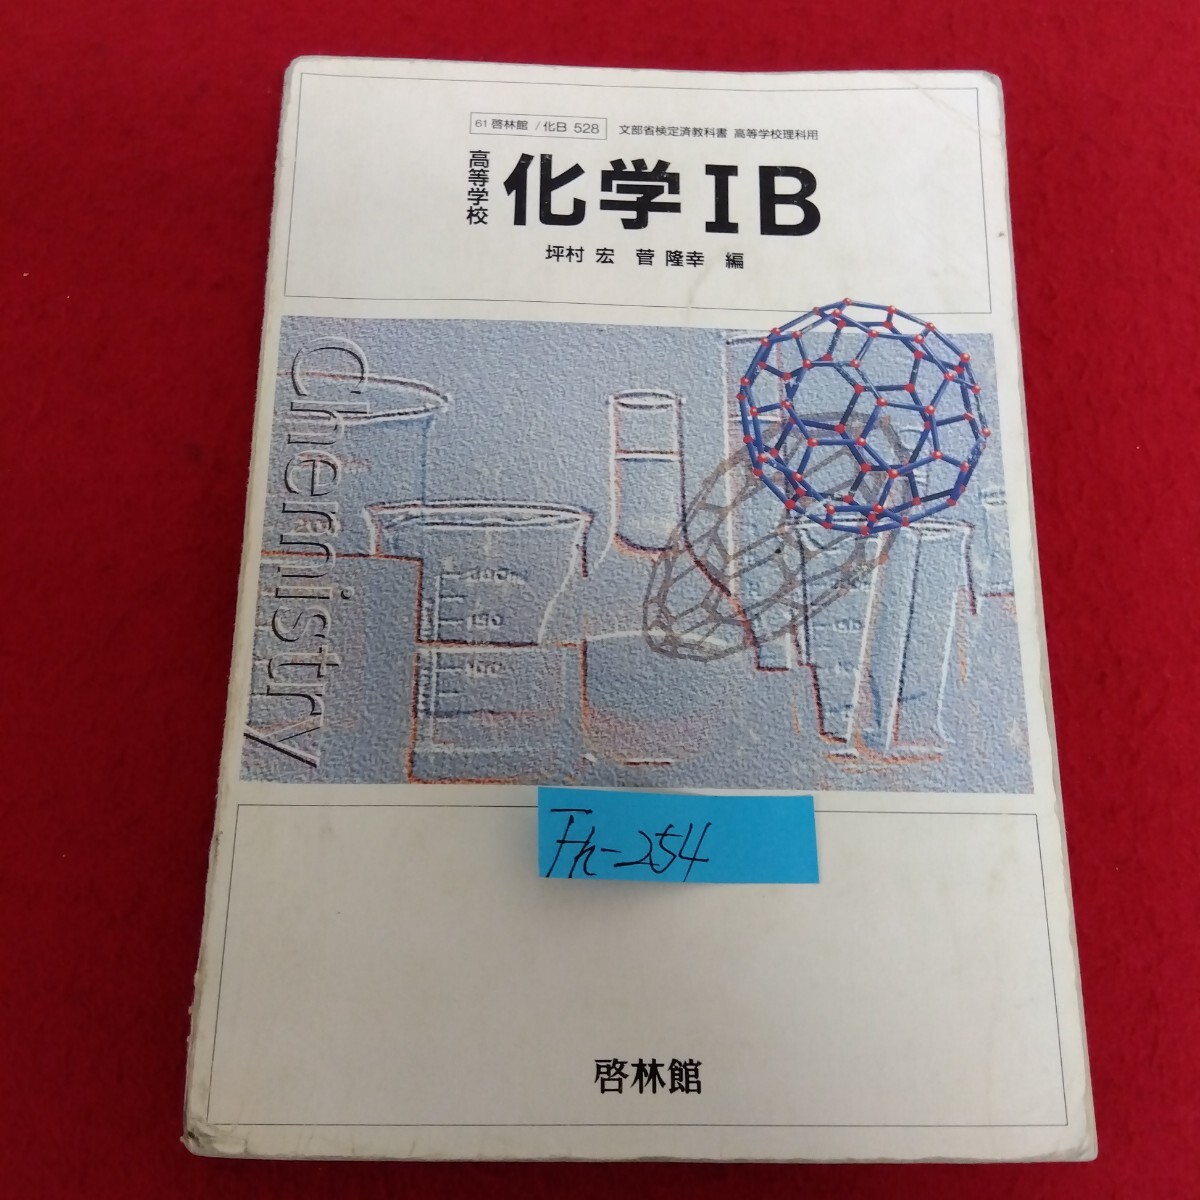 61 啓林館 / 化B 528 文部省検定済教科書 高等学校理科用
高等学校 化学 IB
坪村 宏 菅 隆幸 編
Chemistry
Fh-254
啓林館